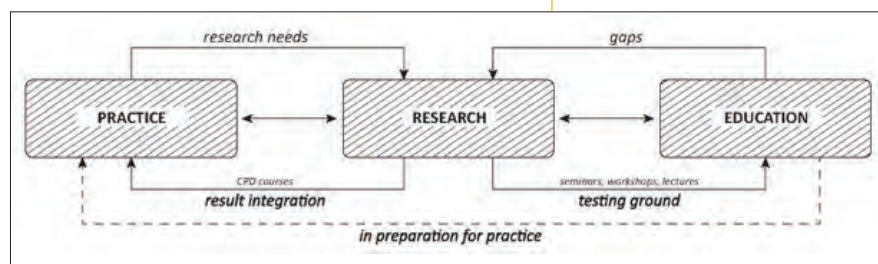 research needs
gaps
PRACTICE
RESEARCH
EDUCATION
CPD courses
result integration
seminars, workshops, lectures
testing ground
in preparation for practice